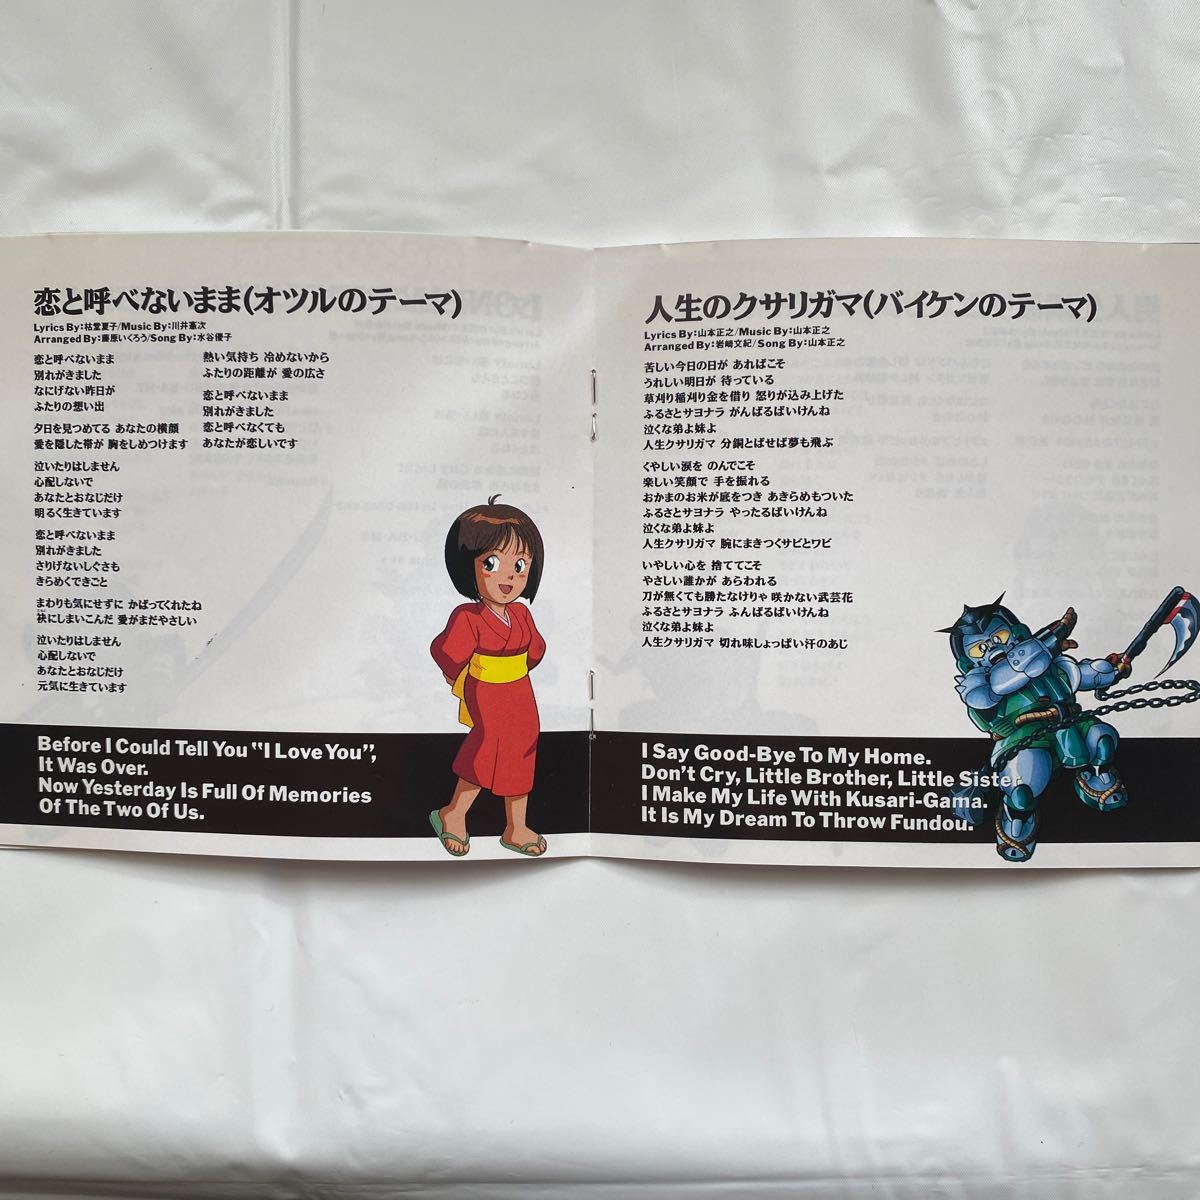 恋と呼べないまま(オツルのテーマ)
Lyrics By:枯堂夏子/Music By:川井憲次
Arranged By:藤原いくろう/Song By:水谷優子
恋と呼べないまま
別れがきました
なにげない昨日が
ふたりの想い出
夕日を見つめてる あなたの横顔
愛を隠した帯が 胸をしめつけます
泣いたりはしません
心配しないで
あなたとおなじだけ
明るく生きています
恋と呼べないまま
別れがきました
さりげないしぐさも
きらめくできごと
まわりも気にせずに かばってくれたね
袂にしまいこんだ 愛がまだやさしい
泣いたりはしません
心配しないで
あなたとおなじだけ
元気に生きています
熱い気持ち 冷めないから
ふたりの距離が 愛の広さ
恋と呼べないまま
別れがきました
恋と呼べなくても
あなたが恋しいです
Before I Could Tell You “I Love You”,
It Was Over.
Now Yesterday Is Full Of Memories
Of The Two Of Us.
人生のクサリガマ(バイケンのテーマ)
Lyrics By:山本正之/Music By:山本正之
Arranged By:岩崎文紀/Song By:山本正之
苦しい今日の日が あればこそ
うれしい明日が 待っている
草刈り稲刈り金を借り 怒りが込み上げた
ふるさとサヨナラ がんばるばいけんね
泣くな弟よ妹よ
人生クサリガマ 分銅とばせば夢も飛ぶ
くやしい涙を のんでこそ
楽しい笑顔で 手を振れる
おかまのお米が底をつき あきらめもついた
ふるさとサヨナラ やったるばいけんね
泣くな弟よ妹よ
人生クサリガマ 腕にまきつくサビとワビ
いやしい心を 捨ててこそ
やさしい誰かが あらわれる
刀が無くても勝たなけりゃ 咲かない武芸花
ふるさとサヨナラ ふんばるばいけんね
泣くな弟よ妹よ
人生クサリガマ 切れ味しょっぱい汗のあじ
I Say Good-Bye To My Home.
Don't Cry, Little Brother, Little Sister.
I Make My Life With Kusari-Gama.
It Is My Dream To Throw Fundou.